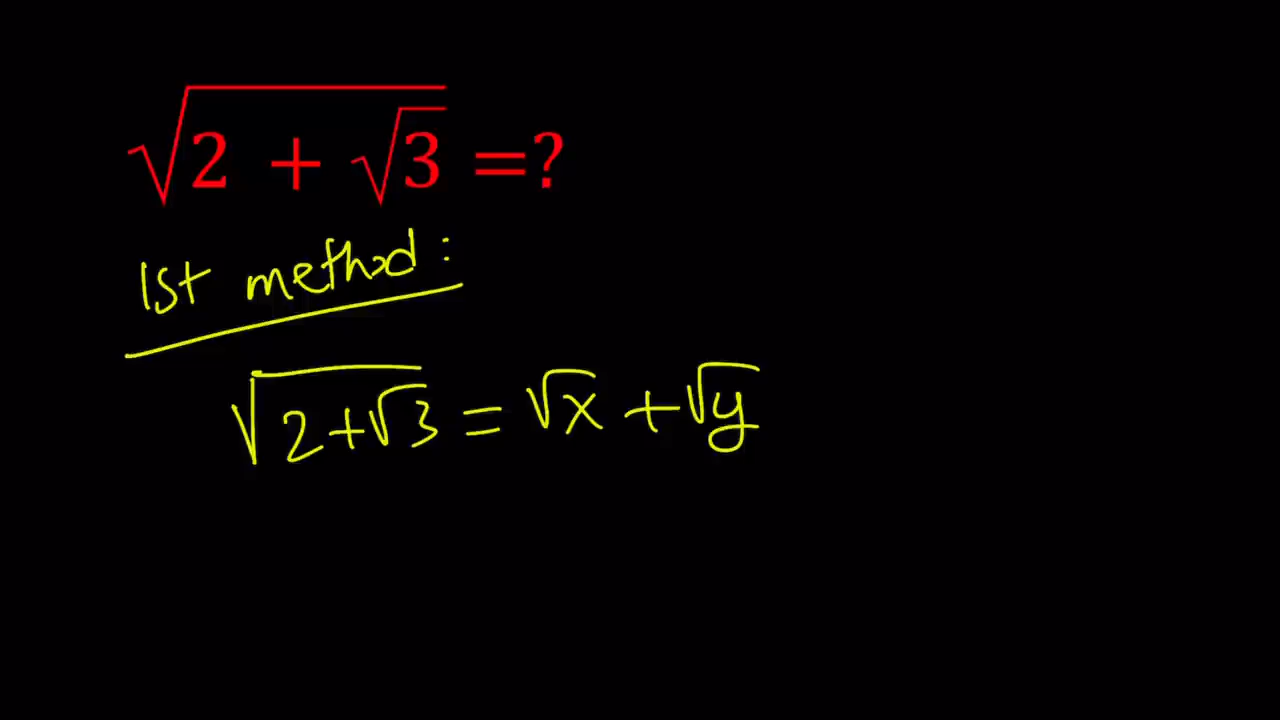 √(2 + √3) =?
1st method:
√(2+√3) = √x + √y